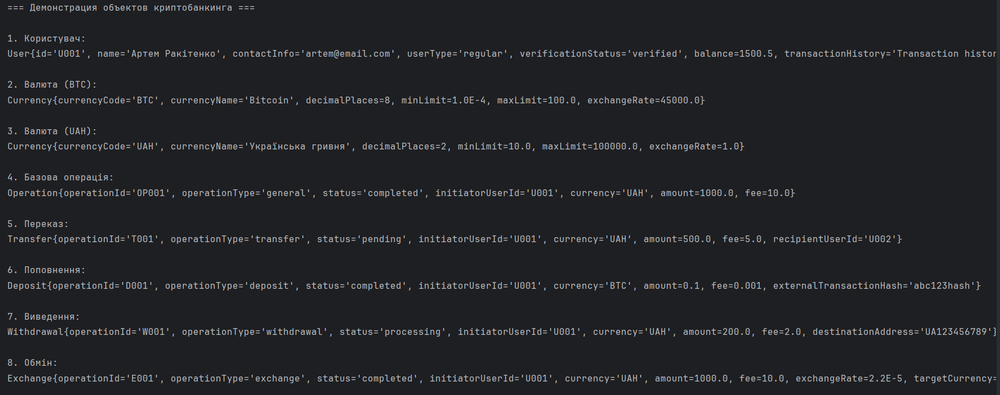 === Демонстрация объектов криптобанкинга ===
1. Користувач:
User{id='U001', name='Артем Ракітенко', contactInfo='artem@email.com', userType='regular', verificationStatus='verified', balance=1500.5, transactionHistory='Transaction histor
2. Валюта (BTC):
Currency{currencyCode='BTC', currencyName='Bitcoin', decimalPlaces=8, minLimit=1.0E-4, maxLimit=100.0, exchangeRate=45000.0}
3. Валюта (UAH):
Currency{currencyCode='UAH', currencyName='Українська гривня', decimalPlaces=2, minLimit=10.0, maxLimit=100000.0, exchangeRate=1.0}
4. Базова операція:
Operation{operationId='OP001', operationType='general', status='completed', initiatorUserId='U001', currency='UAH', amount=1000.0, fee=10.0}
5. Переказ:
Transfer{operationId='T001', operationType='transfer', status='pending', initiatorUserId='U001', currency='UAH', amount=500.0, fee=5.0, recipientUserId='U002'}
6. Поповнення:
Deposit{operationId='D001', operationType='deposit', status='completed', initiatorUserId='U001', currency='BTC', amount=0.1, fee=0.001, externalTransactionHash='abc123hash'}
7. Виведення:
Withdrawal{operationId='W001', operationType='withdrawal', status='processing', initiatorUserId='U001', currency='UAH', amount=200.0, fee=2.0, destinationAddress='UA123456789'}
8. Обмін:
Exchange{operationId='E001', operationType='exchange', status='completed', initiatorUserId='U001', currency='UAH', amount=1000.0, fee=10.0, exchangeRate=2.2E-5, targetCurrency=